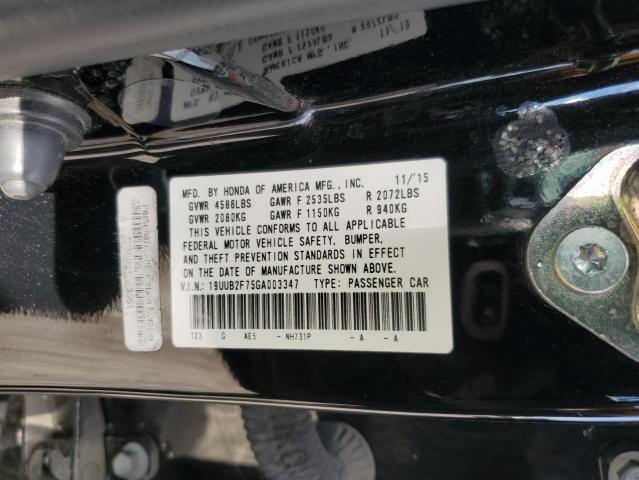 MFD. BY HONDA OF AMERICA MFG., INC. 11/'15
GVWR 4586LBS GAWR F 2535LBS R 2072LBS
GVWR 2080KG GAWR F 1150KG R 940KG
THIS VEHICLE CONFORMS TO ALL APPLICABLE
FEDERAL MOTOR VEHICLE SAFETY, BUMPER,
AND THEFT PREVENTION STANDARDS IN EFFECT
ON THE DATE OF MANUFACTURE SHOWN ABOVE.
V.I.N.: 19UUB2F75GA003347 TYPE: PASSENGER CAR
T25 G AE5 - NH731P - A - A